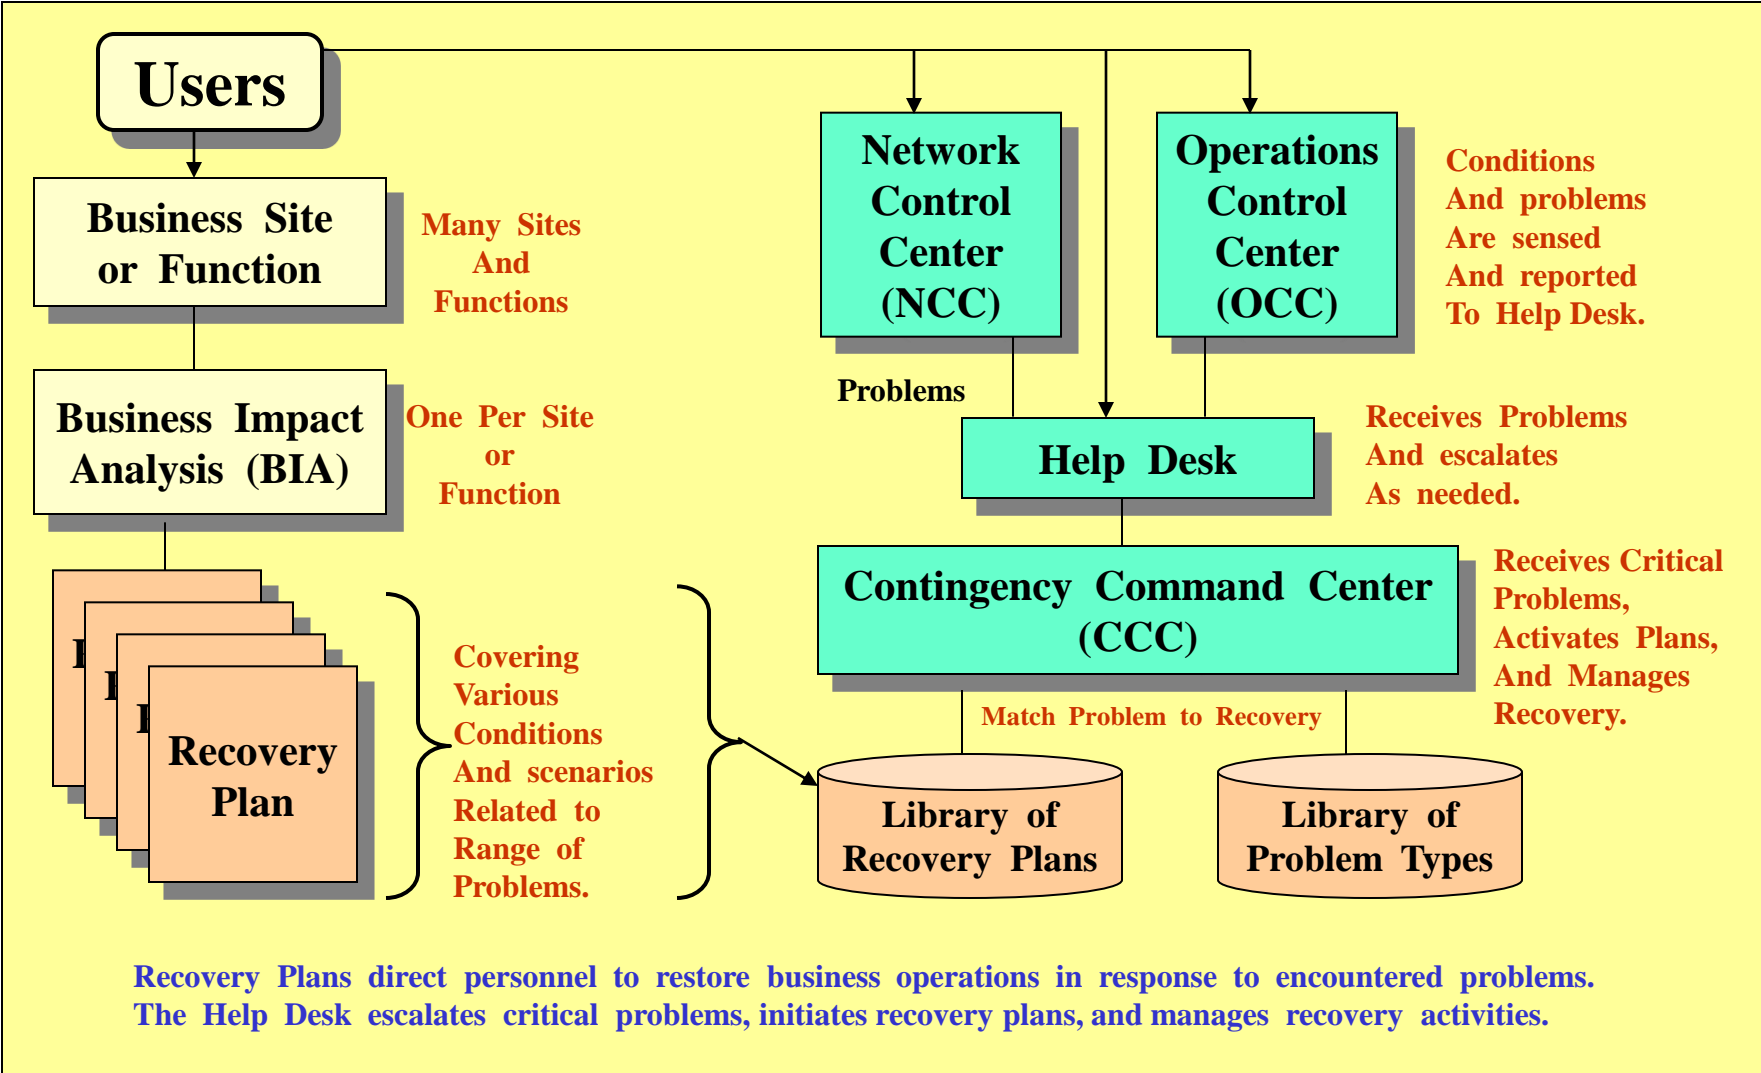 Users
Business Site
or Function
Many Sites
And
Functions
Business Impact
Analysis (BIA)
One Per Site
or
Function
Recovery
Plan
Covering
Various
Conditions
And scenarios
Related to
Range of
Problems.
Network
Control
Center
(NCC)
Operations
Control
Center
(OCC)
Conditions
And problems
Are sensed
And reported
To Help Desk.
Problems
Help Desk
Receives Problems
And escalates
As needed.
Contingency Command Center
(CCC)
Receives Critical
Problems,
Activates Plans,
And Manages
Recovery.
Match Problem to Recovery
Library of
Recovery Plans
Library of
Problem Types
Recovery Plans direct personnel to restore business operations in response to encountered problems.
The Help Desk escalates critical problems, initiates recovery plans, and manages recovery activities.